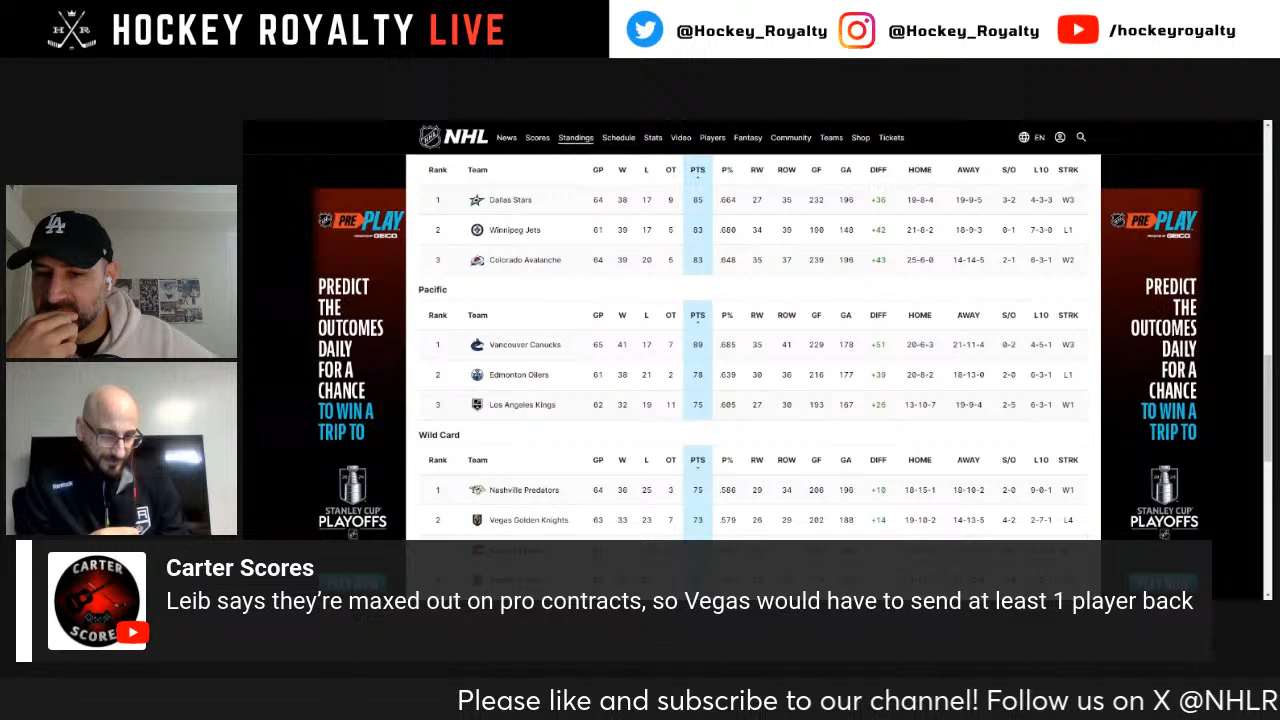 HOCKEY ROYALTY LIVE
@Hockey_Royalty @Hockey_Royalty /hockeyroyalty
NHL News Scores Standings Schedule Stats Video Players Fantasy Community Teams Shop Tickets EN
Rank Team GP W L OT PTS P% RW ROW GF GA DIFF HOME AWAY S/O L10 STRK
1 Dallas Stars 64 38 17 9 85 .664 27 35 232 196 +36 19-8-4 19-9-5 3-2 4-3-3 W3
2 Winnipeg Jets 61 39 17 5 83 .680 34 39 190 148 +42 21-8-2 18-9-3 0-1 7-3-0 L1
3 Colorado Avalanche 64 39 20 5 83 .648 35 37 239 196 +43 25-6-0 14-14-5 2-1 6-3-1 W2
Pacific
Rank Team GP W L OT PTS P% RW ROW GF GA DIFF HOME AWAY S/O L10 STRK
1 Vancouver Canucks 65 41 17 7 89 .685 35 41 229 178 +51 20-6-3 21-11-4 0-2 4-5-1 W3
2 Edmonton Oilers 61 38 21 2 78 .639 30 36 216 177 +39 20-8-2 18-13-0 2-0 6-3-1 L1
3 Los Angeles Kings 62 32 19 11 75 .605 27 30 193 167 +26 13-10-7 19-9-4 2-5 6-3-1 W1
Wild Card
Rank Team GP W L OT PTS P% RW ROW GF GA DIFF HOME AWAY S/O L10 STRK
1 Nashville Predators 64 36 25 3 75 .586 29 34 206 196 +10 18-15-1 18-10-2 2-0 9-0-1 W1
2 Vegas Golden Knights 63 33 23 7 73 .579 26 29 202 188 +14 19-10-2 14-13-5 4-2 2-7-1 L4
PRE PLAY
GEICO
PREDICT
THE
OUTCOMES
DAILY
FOR A
CHANCE
TO WIN A
TRIP TO
STANLEY CUP
PLAYOFFS
PRE PLAY
GEICO
PREDICT
THE
OUTCOMES
DAILY
FOR A
CHANCE
TO WIN A
TRIP TO
STANLEY CUP
PLAYOFFS
LA
Reebok
CARTER
SCORES
Carter Scores
Leib says they’re maxed out on pro contracts, so Vegas would have to send at least 1 player back
Please like and subscribe to our channel! Follow us on X @NHLR